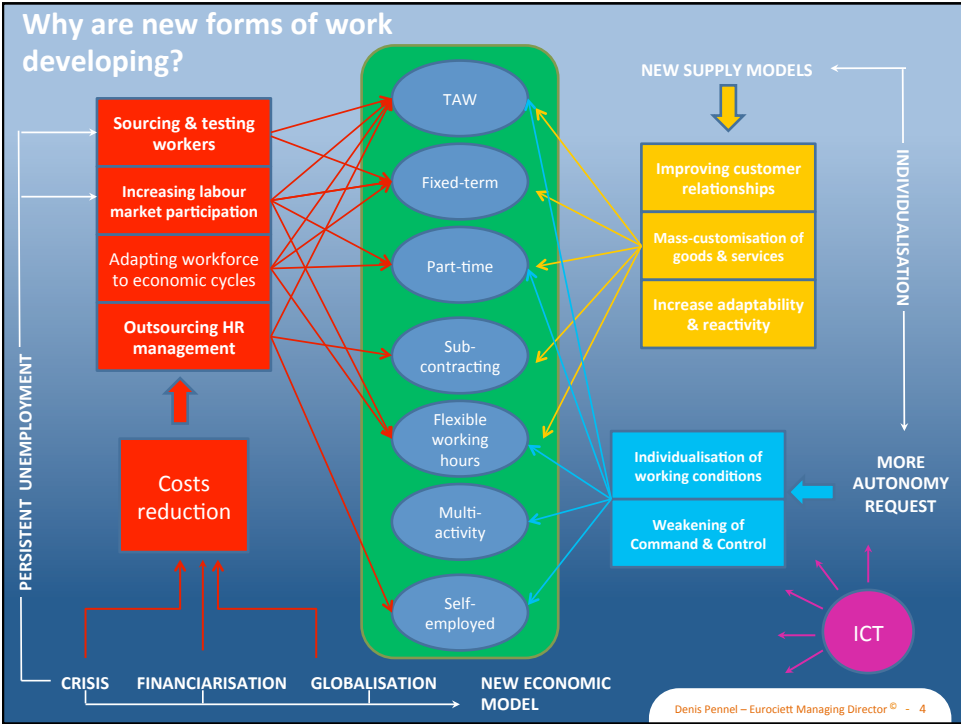 Why are new forms of work
developing?
PERSISTENT UNEMPLOYMENT
Sourcing & testing
workers
Increasing labour
market participation
Adapting workforce
to economic cycles
Outsourcing HR
management
Costs
reduction
CRISIS
FINANCIARISATION
GLOBALISATION
NEW ECONOMIC
MODEL
TAW
Fixed-term
Part-time
Sub-
contracting
Flexible
working
hours
Multi-
activity
Self-
employed
NEW SUPPLY MODELS
Improving customer
relationships
Mass-customisation of
goods & services
Increase adaptability
& reactivity
INDIVIDUALISATION
Individualisation of
working conditions
Weakening of
Command & Control
MORE
AUTONOMY
REQUEST
ICT
Denis Pennel – Eurociett Managing Director © - 4